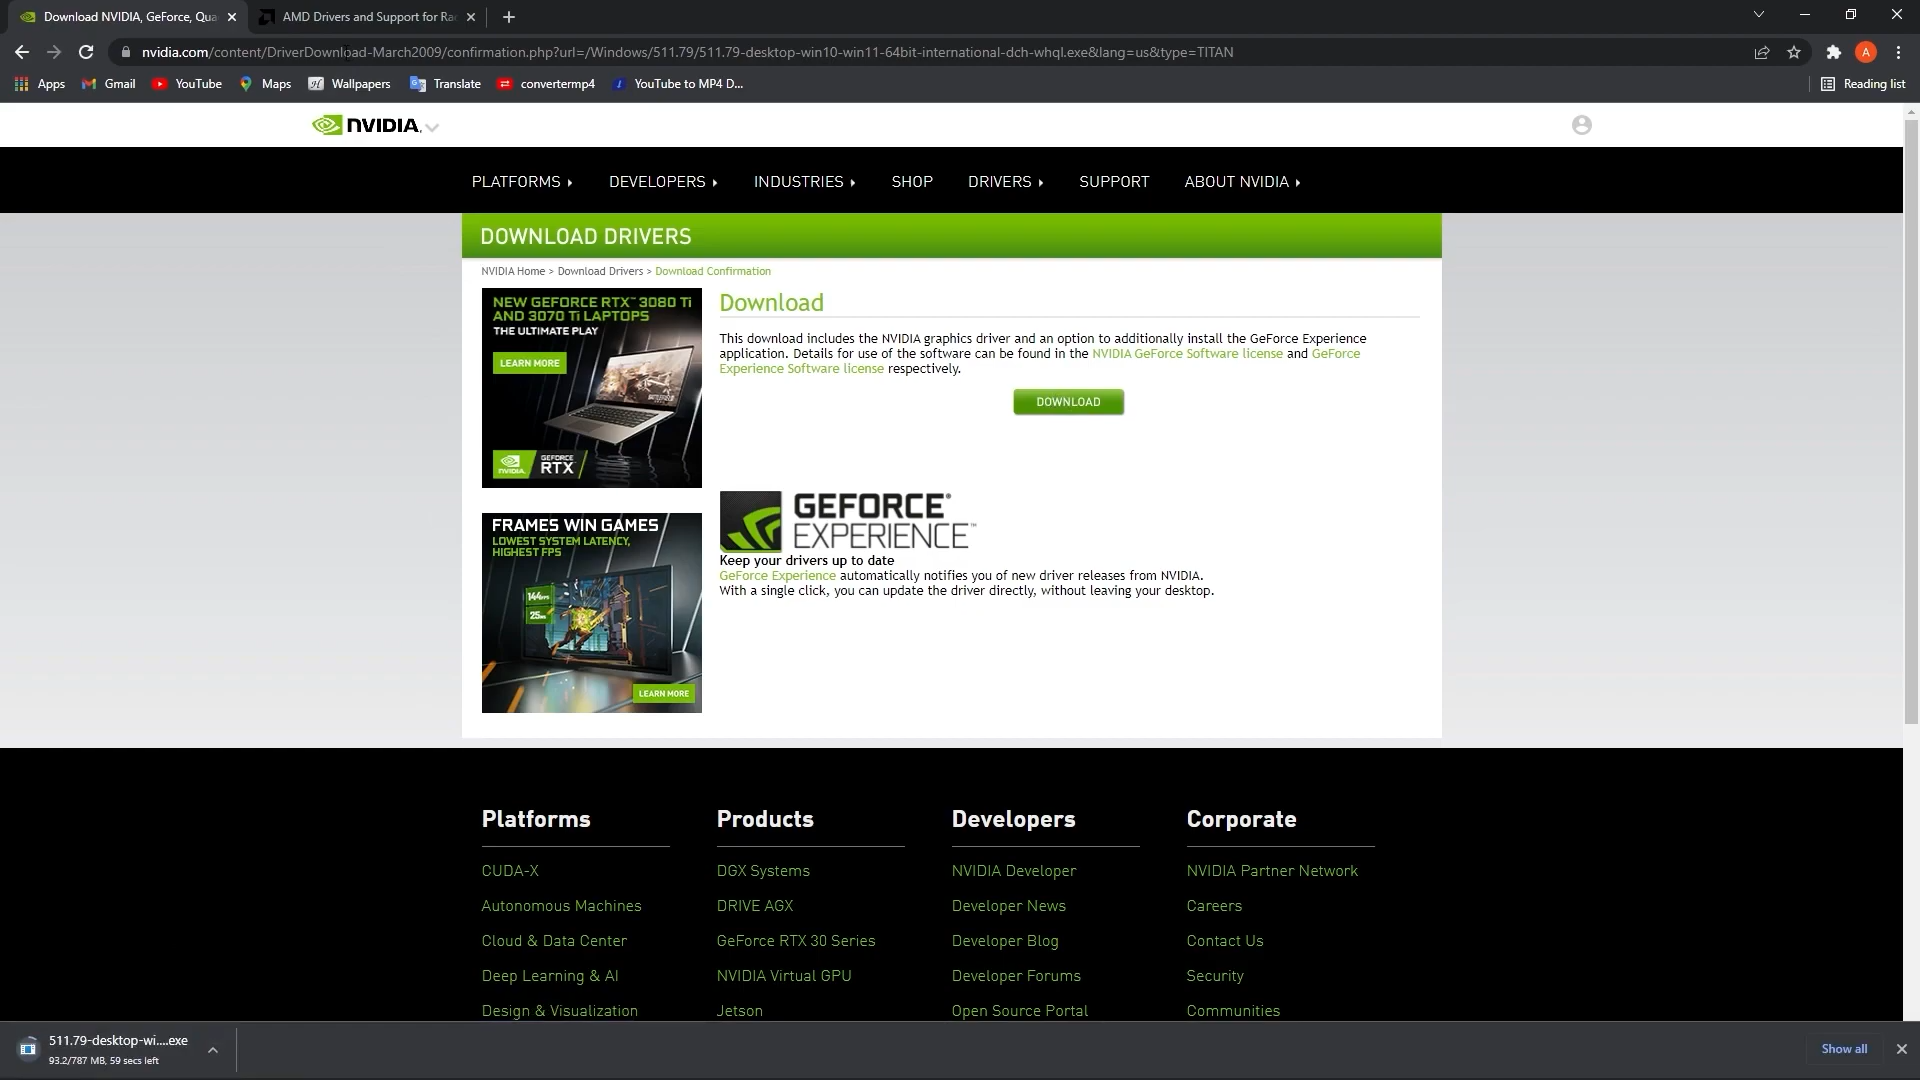 Download NVIDIA, GeForce, Qua
AMD Drivers and Support for Ra
nvidia.com/content/DriverDownload-March2009/confirmation.php?url=/Windows/511.79/511.79-desktop-win10-win11-64bit-international-dch-whql.exe&lang=us&type=TITAN
A
Apps
Gmail
YouTube
Maps
Wallpapers
Translate
convertermp4
YouTube to MP4 D...
Reading list
NVIDIA.
PLATFORMS
DEVELOPERS
INDUSTRIES
SHOP
DRIVERS
SUPPORT
ABOUT NVIDIA
DOWNLOAD DRIVERS
NVIDIA Home > Download Drivers > Download Confirmation
NEW GEFORCE RTX™ 3080 Ti
AND 3070 Ti LAPTOPS
THE ULTIMATE PLAY
LEARN MORE
NVIDIA.
GEFORCE
RTX
Download
This download includes the NVIDIA graphics driver and an option to additionally install the GeForce Experience
application. Details for use of the software can be found in the NVIDIA GeForce Software license and GeForce
Experience Software license respectively.
DOWNLOAD
FRAMES WIN GAMES
LOWEST SYSTEM LATENCY,
HIGHEST FPS
LEARN MORE
GEFORCE®
EXPERIENCE™
Keep your drivers up to date
GeForce Experience automatically notifies you of new driver releases from NVIDIA.
With a single click, you can update the driver directly, without leaving your desktop.
Platforms
CUDA-X
Autonomous Machines
Cloud & Data Center
Deep Learning & AI
Design & Visualization
Products
DGX Systems
DRIVE AGX
GeForce RTX 30 Series
NVIDIA Virtual GPU
Jetson
Developers
NVIDIA Developer
Developer News
Developer Blog
Developer Forums
Open Source Portal
Corporate
NVIDIA Partner Network
Careers
Contact Us
Security
Communities
511.79-desktop-wi....exe
93.2/787 MB, 59 secs left
Show all